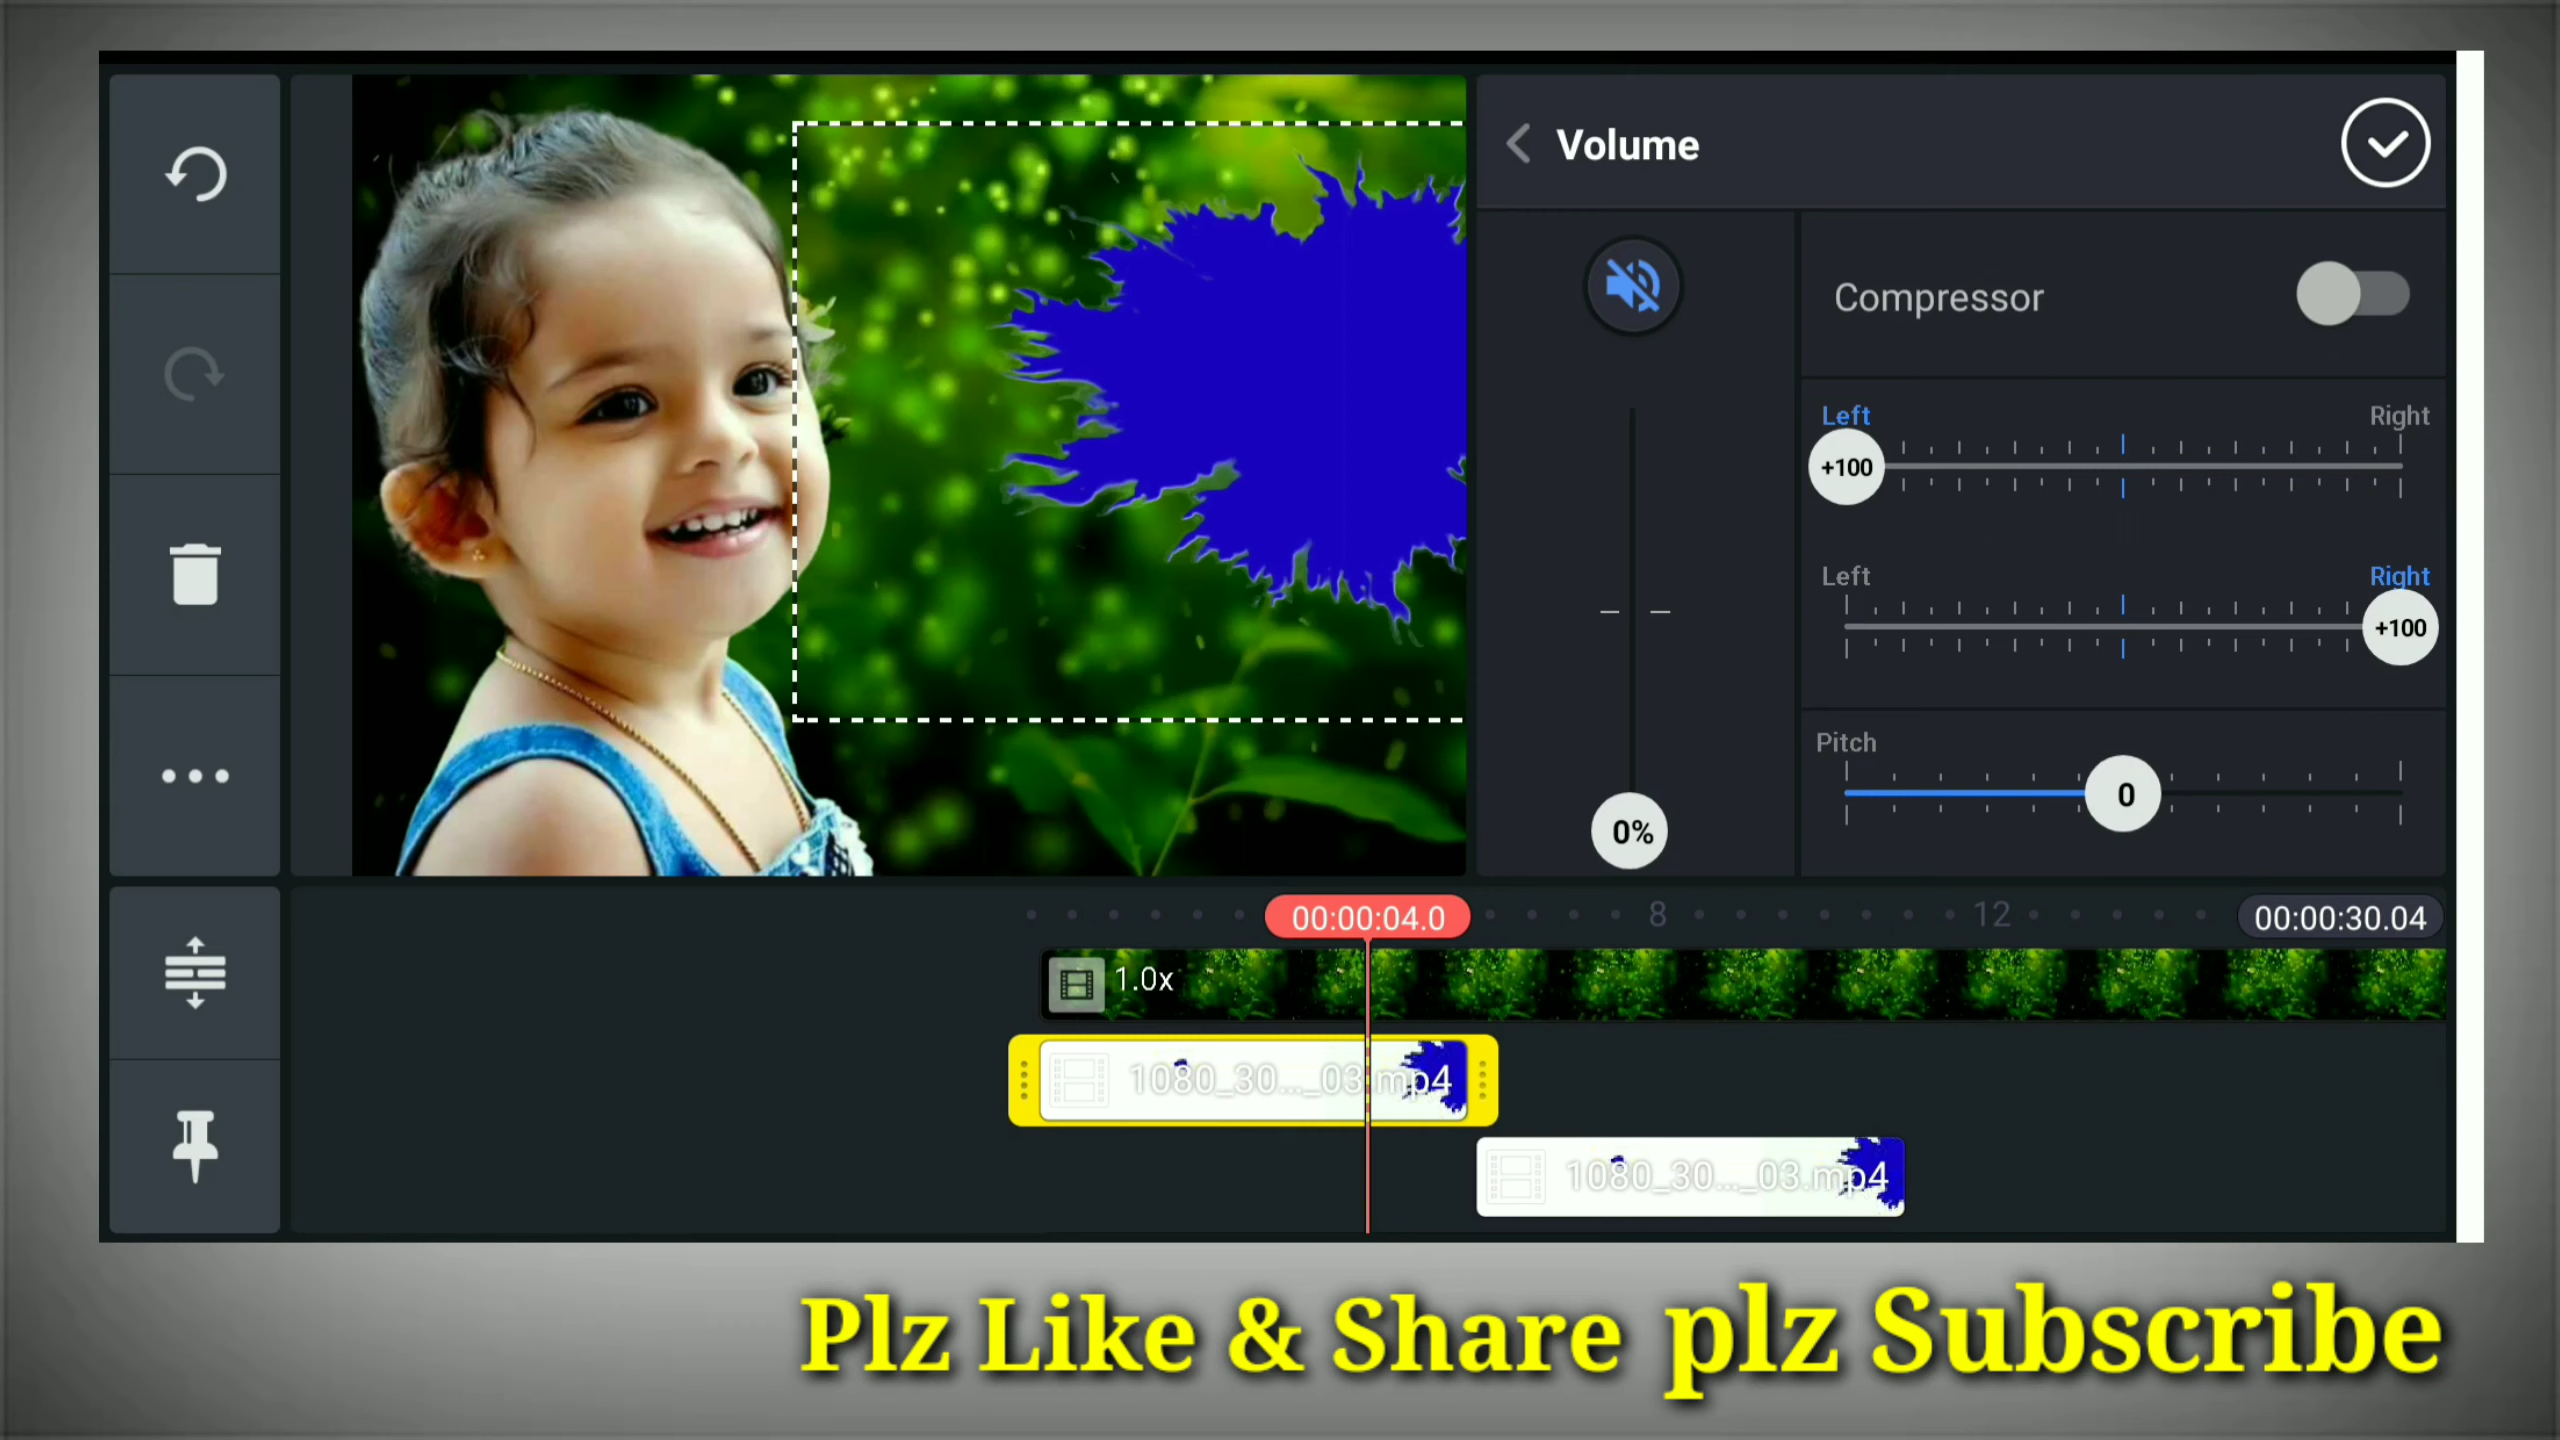 Volume
Compressor
Left Right
+100
Left Right
+100
Pitch
0
0%
00:00:04.0 8 12 00:00:30.04
1.0x
1080_30..._03.mp4
1080_30..._03.mp4
Plz Like & Share plz Subscribe